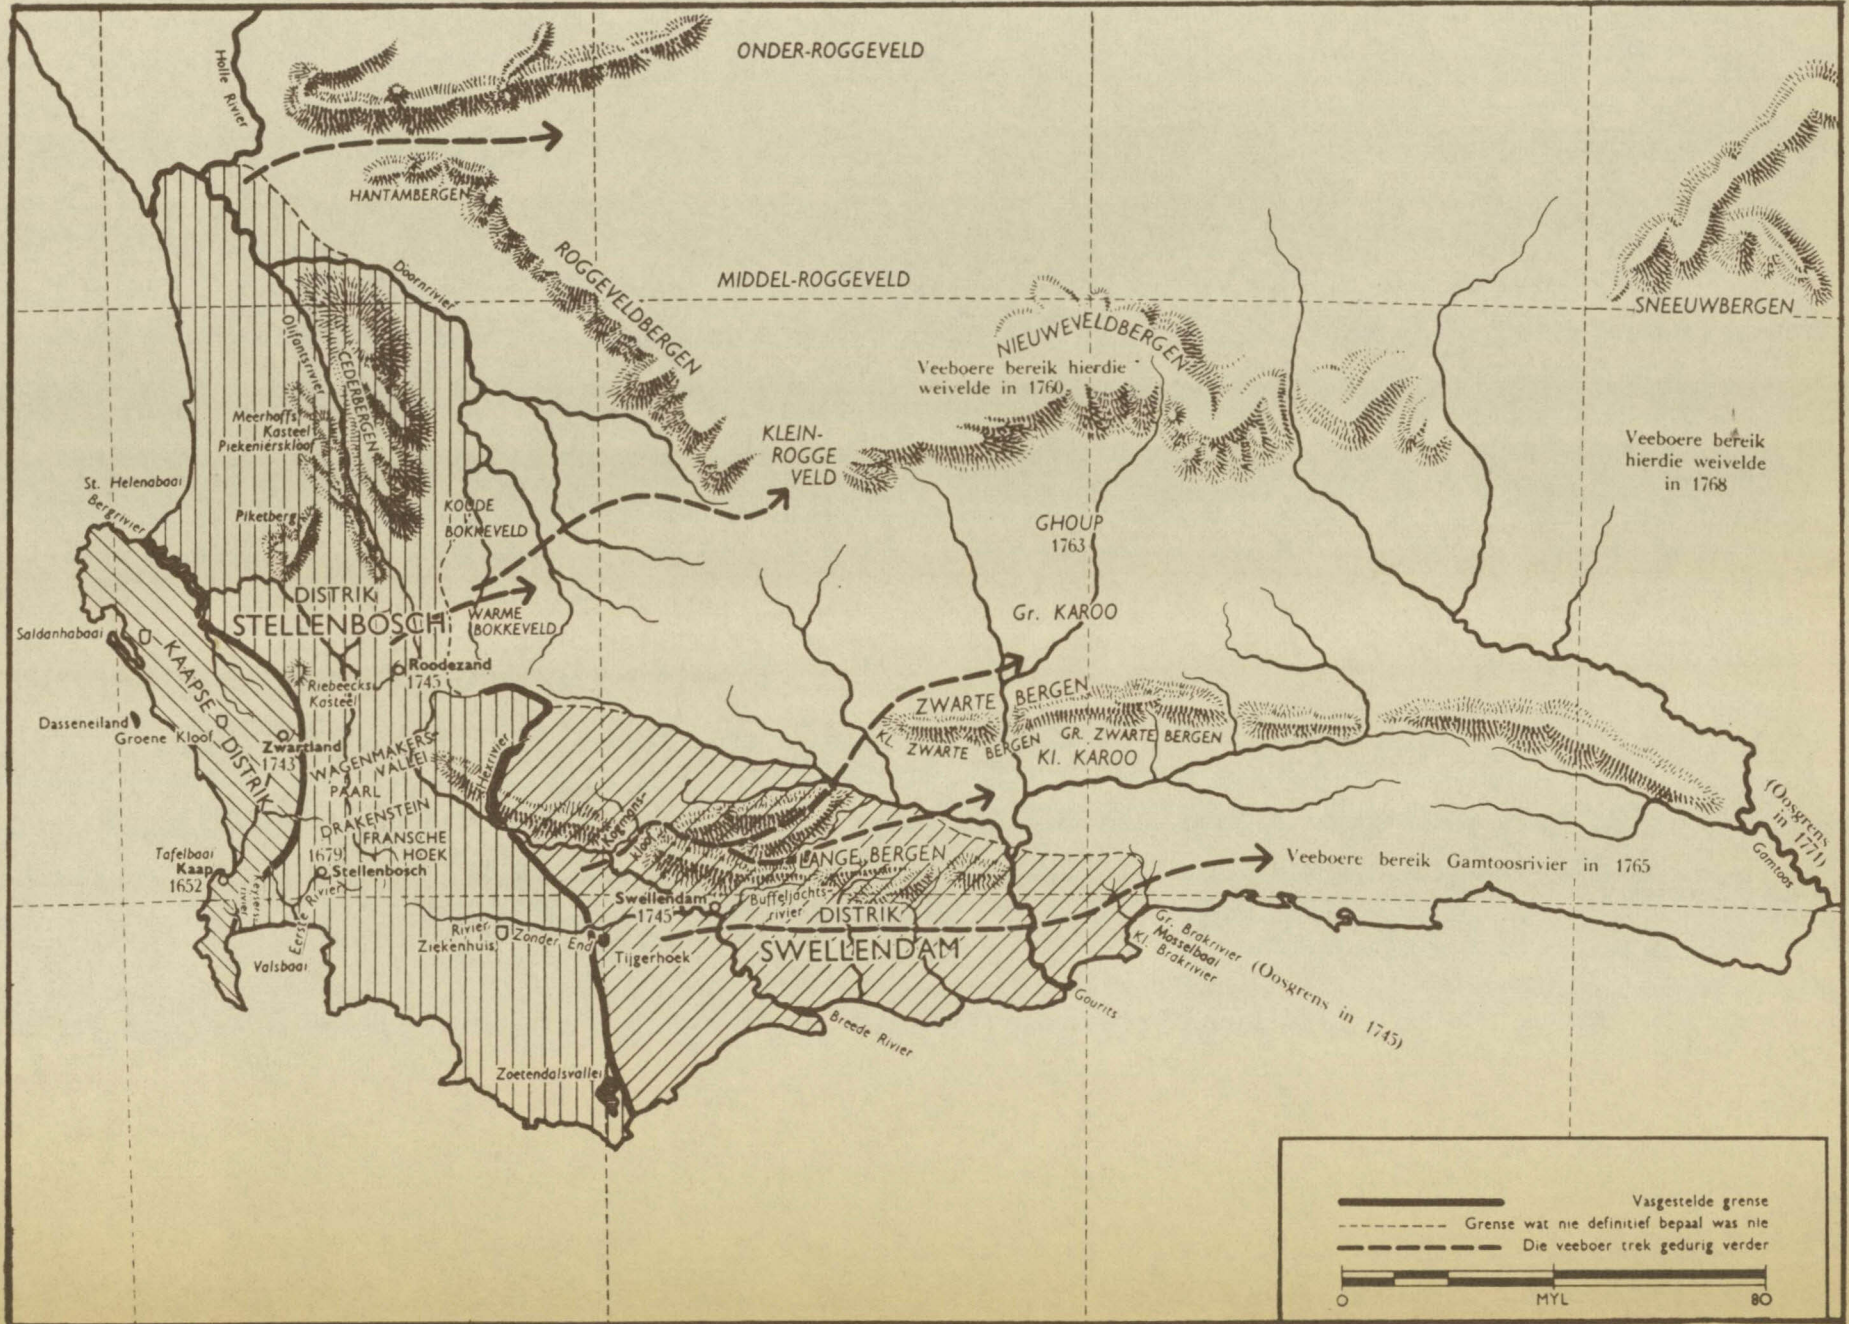 ONDER-ROGGEVELD
Holle Rivier
HANTAMBERGEN
ROGGEVELDBERGEN
MIDDEL-ROGGEVELD
Doornrivier
Olifantsrivier
CEDERBERGEN
NIEUWEVELDBERGEN
Veeboere bereik hierdie
weivelde in 1760
SNEEUWBERGEN
Meerhoffs
Kasteel
Piekenierskloof
KLEIN-
ROGGE
VELD
Veeboere bereik
hierdie weivelde
in 1768
St. Helenabaai
Bergrivier
Piketberg
KOUDE
BOKKEVELD
GHOUP
1763
DISTRIK
STELLENBOSCH
WARME
BOKKEVELD
Gr. KAROO
Saldanhabaai
KAAPSE DISTRIK
Roodezand
1745
Riebeecks
Kasteel
Dasseneiland
Groene Kloof
Zwartland
1743
WAGENMAKERS-
VALLEI
PAARL
DRAKENSTEIN
1679
FRANSCHE
HOEK
Hexrivier
ZWARTE BERGEN
KL. ZWARTE BERGEN
GR. ZWARTE BERGEN
Kl. KAROO
(Oosgrens
in 1771)
Gamtoos
Kogmans-
kloof
LANGE BERGEN
Veeboere bereik Gamtoosrivier in 1765
Tafelbaai
Kaap
1652
Stellenbosch
Eerste Rivier
Swellendam
1745
Buffeljachts-
rivier
DISTRIK
SWELLENDAM
Rivier Zonder End
Ziekenhuis
Tijgerhoek
Valsbaai
Gr. Brakrivier
Mosselbaai
Kl. Brakrivier
(Oosgrens in 1745)
Gourits
Breede Rivier
Zoetendalsvallei
Vasgestelde grense
Grense wat nie definitief bepaal was nie
Die veeboer trek gedurig verder
0 MYL 80